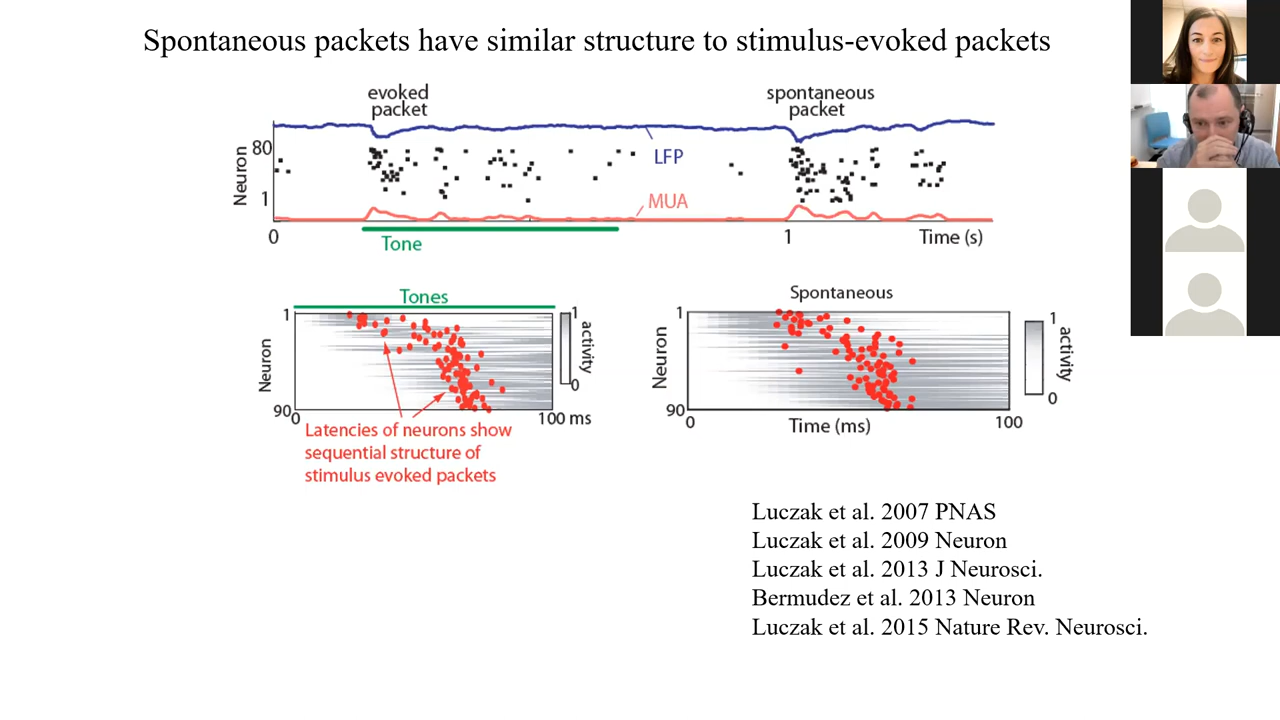 Spontaneous packets have similar structure to stimulus-evoked packets
evoked
packet
spontaneous
packet
80
Neuron
1
LFP
MUA
0
1
Time (s)
Tone
Tones
1
Neuron
90
0
100 ms
1
activity
0
Latencies of neurons show
sequential structure of
stimulus evoked packets
Spontaneous
1
Neuron
90
0
Time (ms)
100
1
activity
0
Luczak et al. 2007 PNAS
Luczak et al. 2009 Neuron
Luczak et al. 2013 J Neurosci.
Bermudez et al. 2013 Neuron
Luczak et al. 2015 Nature Rev. Neurosci.